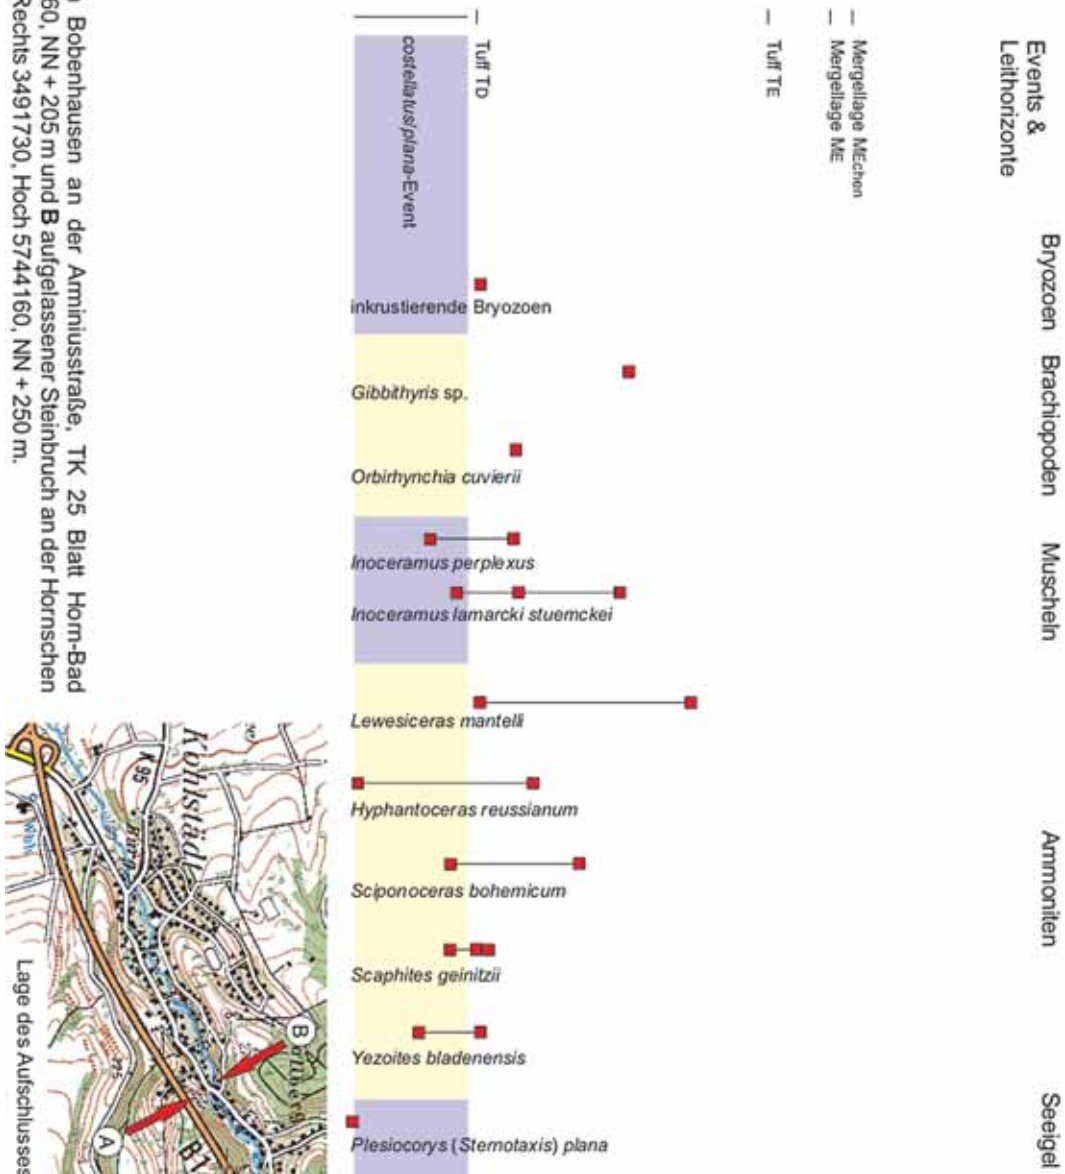 Events &
Leithorizonte
Bryozoen
Brachiopoden
Muscheln
Ammoniten
Seeigel
Mergellage MEchen
Mergellage ME
Tuff TE
Tuff TD
costellatus/plana-Event
inkrustierende Bryozoen
Gibbithyris sp.
Orbirhynchia cuvierii
Inoceramus perplexus
Inoceramus lamarcki stuemckei
Lewesiceras mantelli
Hyphantoceras reussianum
Sciponoceras bohemicum
Scaphites geinitzii
Yezoites bladenensis
Plesiocorys (Sternotaxis) plana
Bobenhausen an der Arminiusstraße, TK 25 Blatt Horn-Bad
60, NN + 205 m und B aufgelassener Steinbruch an der Hornschen
Rechts 3491730, Hoch 5744160, NN + 250 m.
K 95
B
A
B1
Lage des Aufschlusses